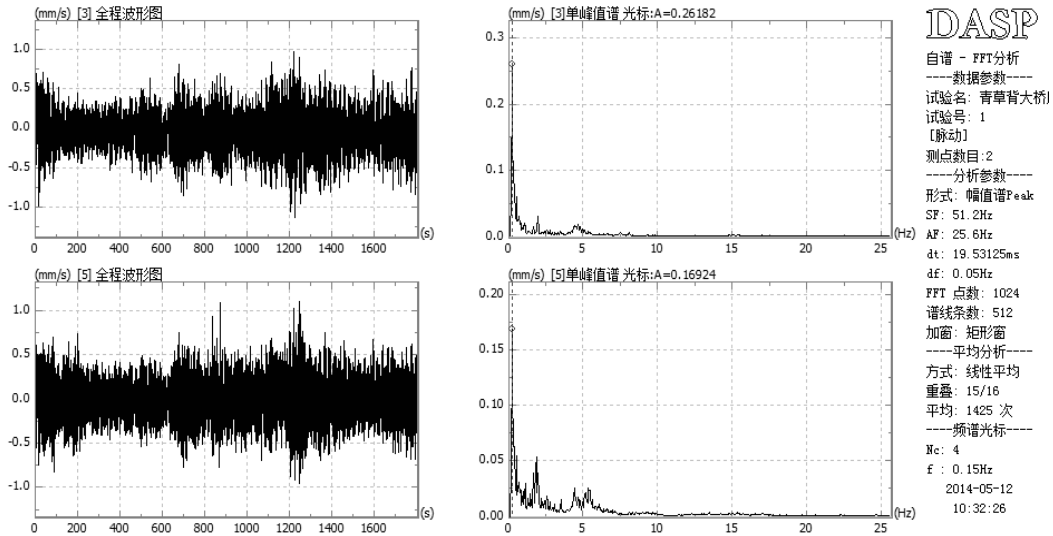 (mm/s) [3] 全程波形图
1.0
0.5
0.0
-0.5
-1.0
0 200 400 600 800 1000 1200 1400 1600 (s)
(mm/s) [3]单峰值谱 光标:A=0.26182
0.3
0.2
0.1
0.0
0 5 10 15 20 25 (Hz)
(mm/s) [5] 全程波形图
1.0
0.5
0.0
-0.5
-1.0
0 200 400 600 800 1000 1200 1400 1600 (s)
(mm/s) [5]单峰值谱 光标:A=0.16924
0.20
0.15
0.10
0.05
0.00
0 5 10 15 20 25 (Hz)
DASP
自谱 - FFT分析
----数据参数----
试验名: 青草背大桥
试验号: 1
[脉动]
测点数目:2
----分析参数----
形式: 幅值谱Peak
SF: 51.2Hz
AF: 25.6Hz
dt: 19.53125ms
df: 0.05Hz
FFT 点数: 1024
谱线条数: 512
加窗: 矩形窗
----平均分析----
方式: 线性平均
重叠: 15/16
平均: 1425 次
----频谱光标----
No: 4
f : 0.15Hz
2014-05-12
10:32:26